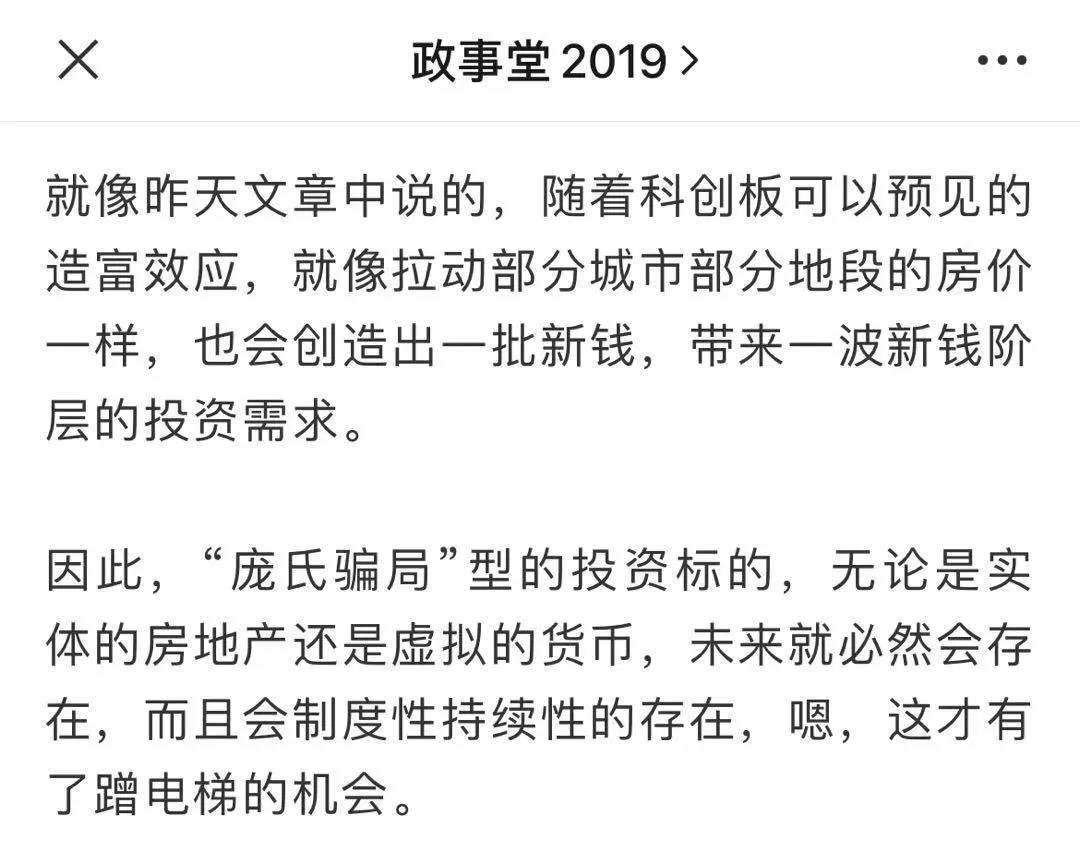 政事堂2019
就像昨天文章中说的，随着科创板可以预见的
造富效应，就像拉动部分城市部分地段的房价
一样，也会创造出一批新钱，带来一波新钱阶
层的投资需求。
因此，“庞氏骗局”型的投资标的，无论是实
体的房地产还是虚拟的货币，未来就必然会存
在，而且会制度性持续性的存在，嗯，这才有
了蹭电梯的机会。